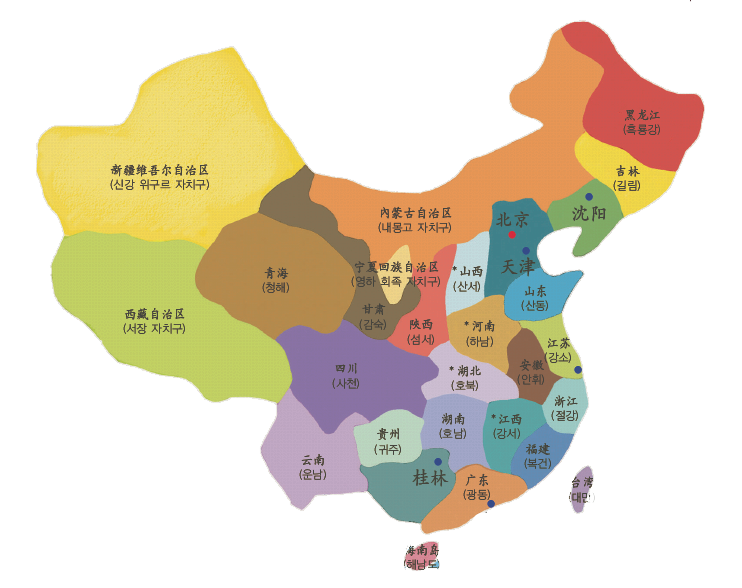 黑龙江
(흑룡강)
吉林
(길림)
新疆维吾尔自治区
(신강 위구르 자치구)
内蒙古自治区
(내몽고 자치구)
北京
沈阳
天津
宁夏回族自治区
(영하 회족 자치구)
*山西
(산서)
青海
(청해)
山东
(산동)
西藏自治区
(서장 자치구)
甘肃
(감숙)
陕西
(섬서)
*河南
(하남)
江苏
(강소)
四川
(사천)
*湖北
(호북)
安徽
(안휘)
浙江
(절강)
贵州
(귀주)
湖南
(호남)
*江西
(강서)
福建
(복건)
云南
(운남)
桂林
广东
(광동)
台湾
(대만)
海南岛
(해남도)